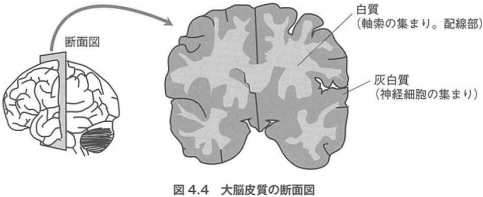 断面図
白質
(軸索の集まり。配線部)
灰白質
(神経細胞の集まり)
図 4.4 大脳皮質の断面図